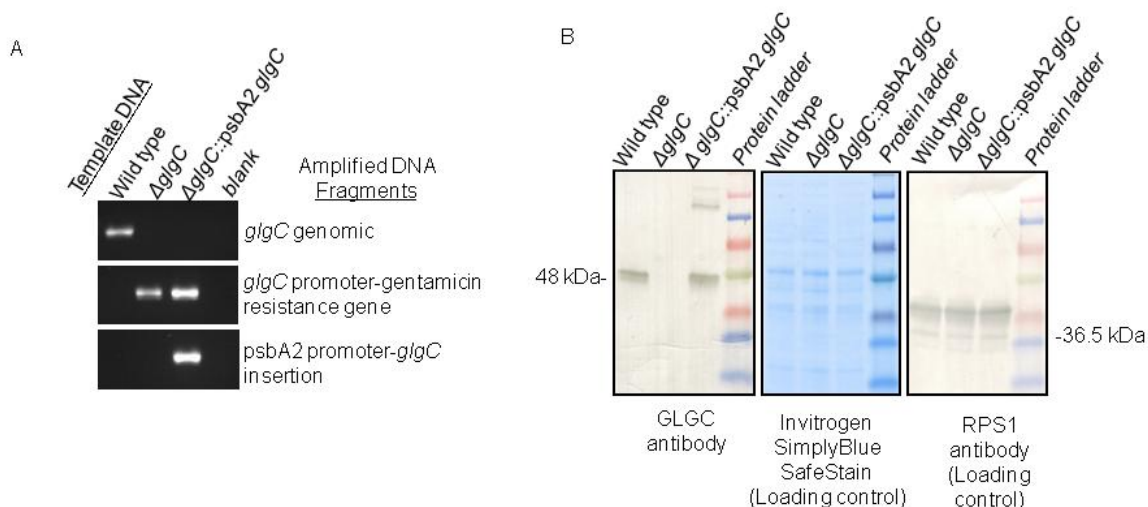 A
Template DNA
Wild type
ΔglgC
ΔglgC::psbA2 glgC
blank
Amplified DNA
Fragments
glgC genomic
glgC promoter-gentamicin
resistance gene
psbA2 promoter-glgC
insertion
B
Wild type
ΔglgC
Δ glgC::psbA2 glgC
Protein ladder
Wild type
ΔglgC
ΔglgC::psbA2 glgC
Protein ladder
Wild type
ΔglgC
ΔglgC::psbA2 glgC
Protein ladder
48 kDa-
-36.5 kDa
GLGC
antibody
Invitrogen
SimplyBlue
SafeStain
(Loading control)
RPS1
antibody
(Loading
control)